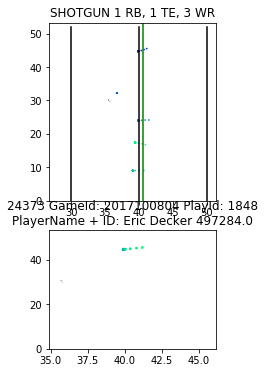 SHOTGUN 1 RB, 1 TE, 3 WR
50
40
30
20
10
0
30 35 40 45 50
24373 GameId: 2017100804 PlayId: 1848
PlayerName + ID: Eric Decker 497284.0
40
20
0
35.0 37.5 40.0 42.5 45.0